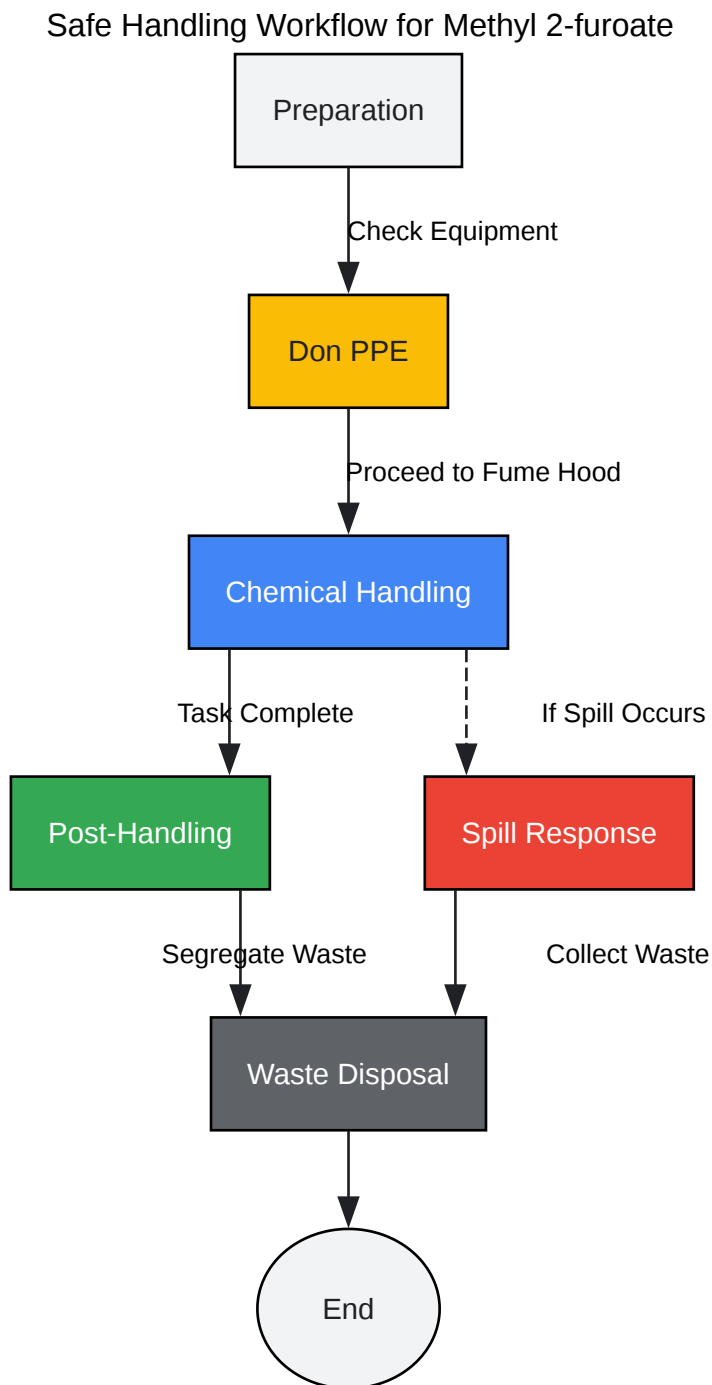 Safe Handling Workflow for Methyl 2-furoate
Preparation
Check Equipment
Don PPE
Proceed to Fume Hood
Chemical Handling
Task Complete
If Spill Occurs
Post-Handling
Spill Response
Segregate Waste
Collect Waste
Waste Disposal
End